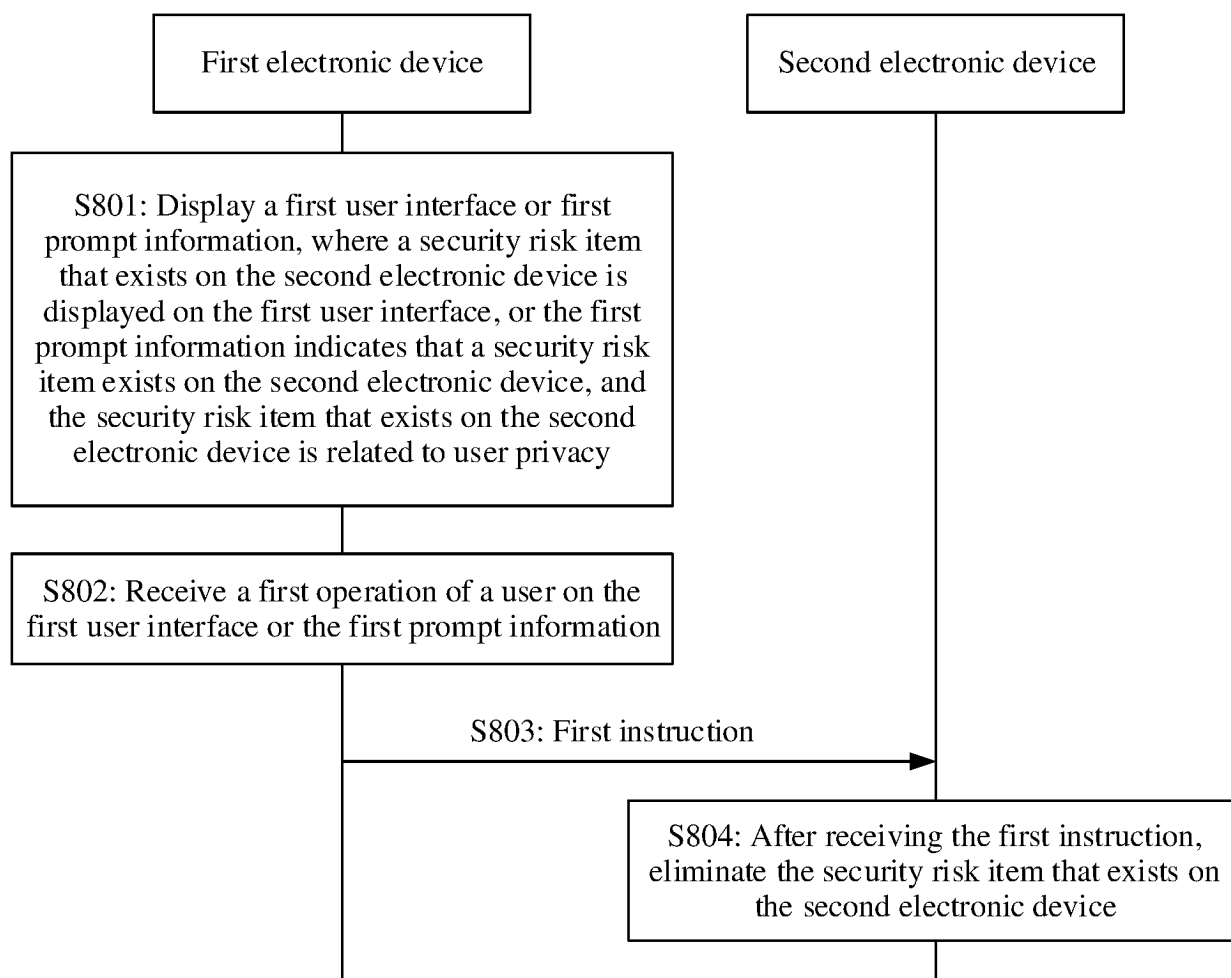 First electronic device
Second electronic device
S801: Display a first user interface or first
prompt information, where a security risk item
that exists on the second electronic device is
displayed on the first user interface, or the first
prompt information indicates that a security risk
item exists on the second electronic device, and
the security risk item that exists on the second
electronic device is related to user privacy
S802: Receive a first operation of a user on the
first user interface or the first prompt information
S803: First instruction
S804: After receiving the first instruction,
eliminate the security risk item that exists on
the second electronic device